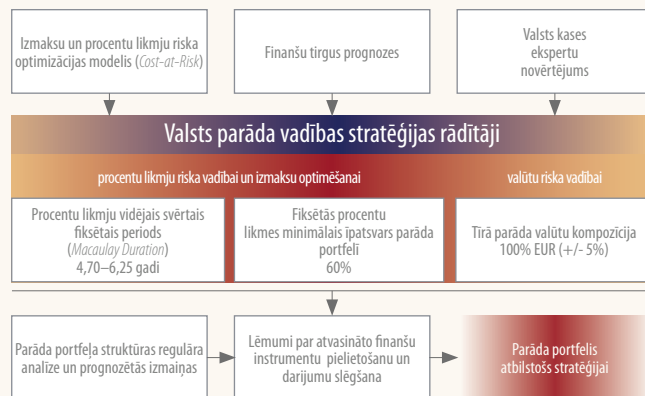 Izmaksu un procentu likmju riska
optimizācijas modelis (Cost-at-Risk)
Finanšu tirgus prognozes
Valsts kases
ekspertu
novērtējums
Valsts parāda vadības stratēģijas rādītāji
procentu likmju riska vadībai un izmaksu optimēšanai
valūtu riska vadībai
Procentu likmju vidējais svērtais
fiksētais periods
(Macaulay Duration)
4,70–6,25 gadi
Fiksētās procentu
likmes minimālais īpatsvars parāda
portfelī
60%
Tīrā parāda valūtu kompozīcija
100% EUR (+/- 5%)
Parāda portfeļa struktūras regulāra
analīze un prognozētās izmaiņas
Lēmumi par atvasināto finanšu
instrumentu pielietošanu un
darījumu slēgšana
Parāda portfelis
atbilstošs stratēģijai